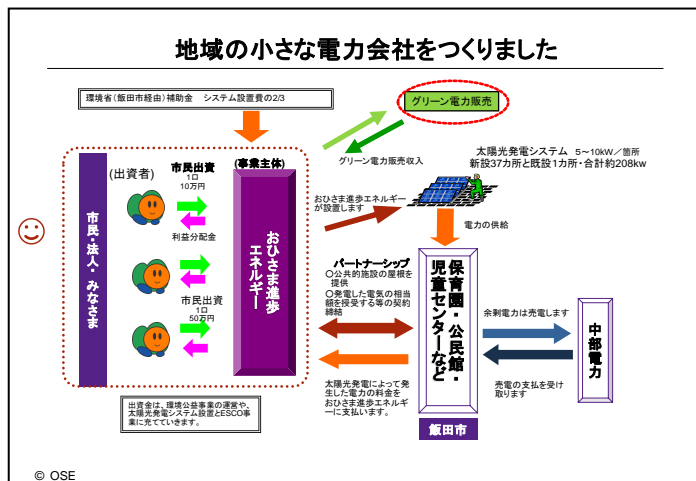 地域の小さな電力会社をつくりました
環境省(飯田市経由)補助金　システム設置費の2/3
グリーン電力販売
グリーン電力販売収入
太陽光発電システム　5～10kW／箇所
新設37カ所と既設1カ所・合計約208kw
(出資者)
市民出資
1口
10万円
(事業主体)
利益分配金
市民・法人・みなさま
おひさま進歩
エネルギー
おひさま進歩エネルギー
が設置します
電力の供給
パートナーシップ
○公共的施設の屋根を
提供
○発電した電気の相当
額を授受する等の契約
締結
保育園・公民館・
児童センターなど
市民出資
1口
50万円
余剰電力は売電します
中部電力
売電の支払を受け
取ります
太陽光発電によって発
生した電力の料金を
おひさま進歩エネルギー
に支払います。
飯田市
出資金は、環境公益事業の運営や、
太陽光発電システム設置とESCO事
業に充てていきます。
© OSE